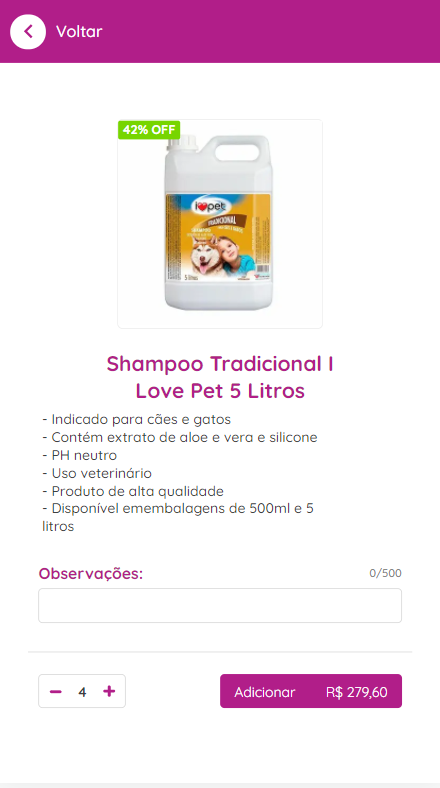 Voltar
42% OFF
I❤pet
TRADICIONAL
5 litros
Shampoo Tradicional I
Love Pet 5 Litros
- Indicado para cães e gatos
- Contém extrato de aloe e vera e silicone
- PH neutro
- Uso veterinário
- Produto de alta qualidade
- Disponível emembalagens de 500ml e 5
litros
Observações:
0/500
4
Adicionar R$ 279,60